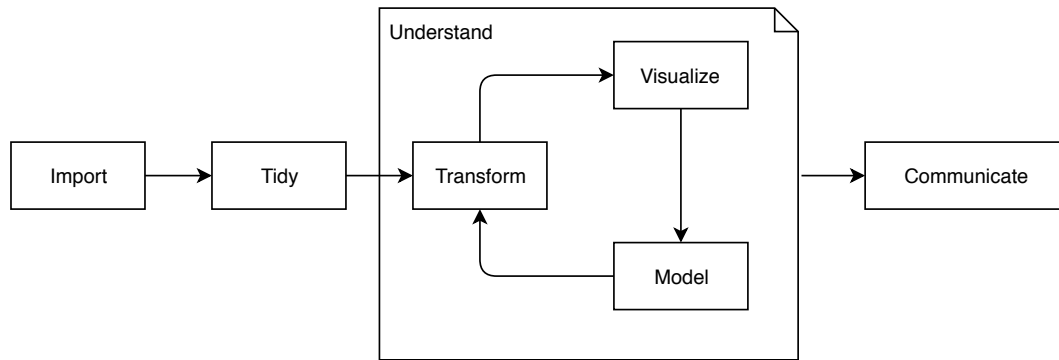 Understand
Visualize
Import
Tidy
Transform
Communicate
Model